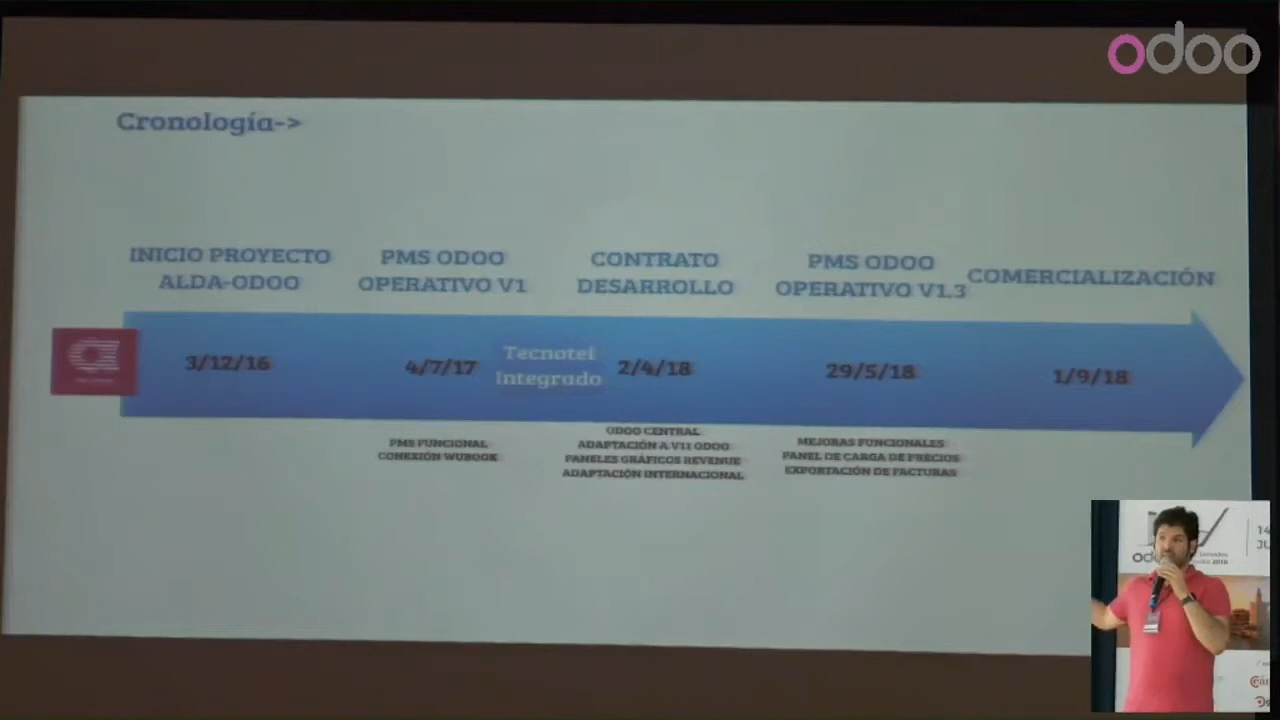 odoo
Cronología->
INICIO PROYECTO
ALDA-ODOO
PMS ODOO
OPERATIVO V1
CONTRATO
DESARROLLO
PMS ODOO
OPERATIVO V1.3
COMERCIALIZACIÓN
3/12/16
4/7/17
Tecnotel
Integrado
2/4/18
29/5/18
1/9/18
PMS FUNCIONAL
CONEXIÓN WUBOOK
ODOO CENTRAL
ADAPTACIÓN A V11 ODOO
PANELES GRÁFICOS REVENUE
ADAPTACIÓN INTERNACIONAL
MEJORAS FUNCIONALES
PANEL DE CARGA DE PRECIOS
EXPORTACIÓN DE FACTURAS
14
JU